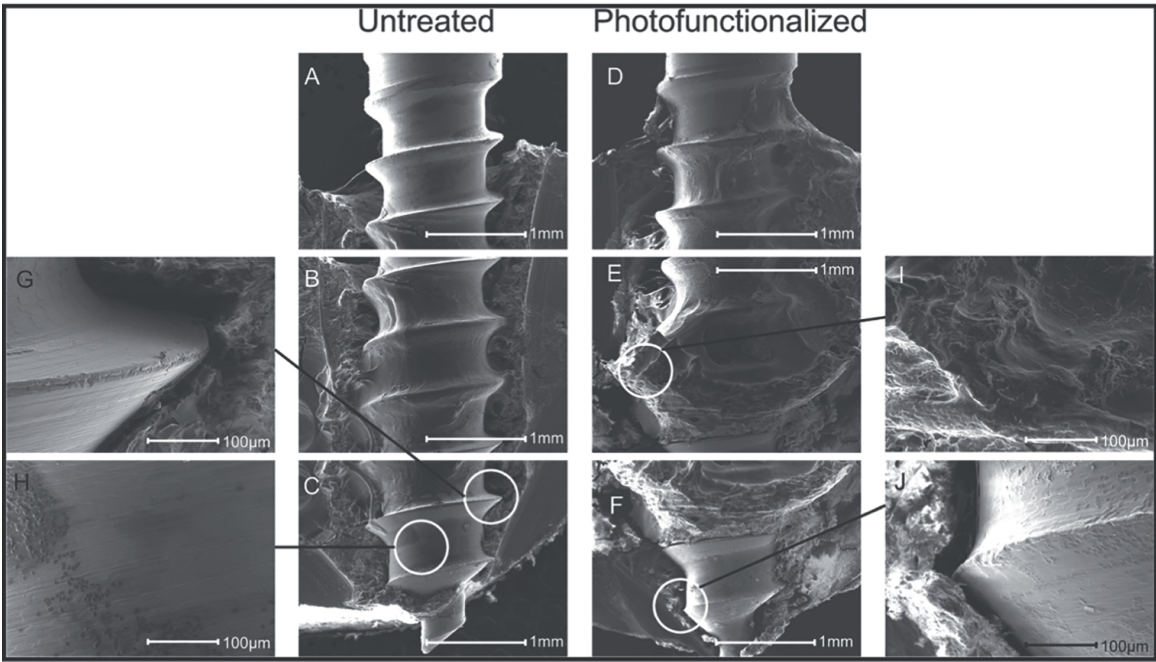 Untreated
Photofunctionalized
A
1mm
D
1mm
G
100μm
B
1mm
E
1mm
I
100μm
H
100μm
C
1mm
F
1mm
J
100μm